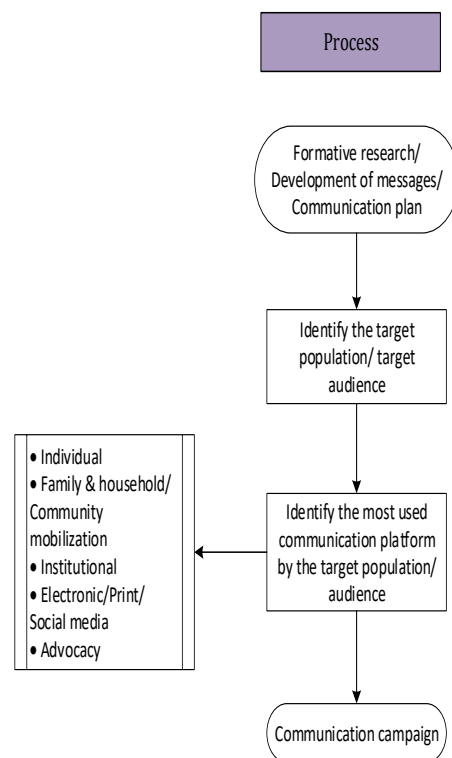 Process
Formative research/
Development of messages/
Communication plan
Identify the target
population/ target
audience
• Individual
• Family & household/
Community
mobilization
• Institutional
• Electronic/Print/
Social media
• Advocacy
Identify the most used
communication platform
by the target population/
audience
Communication campaign